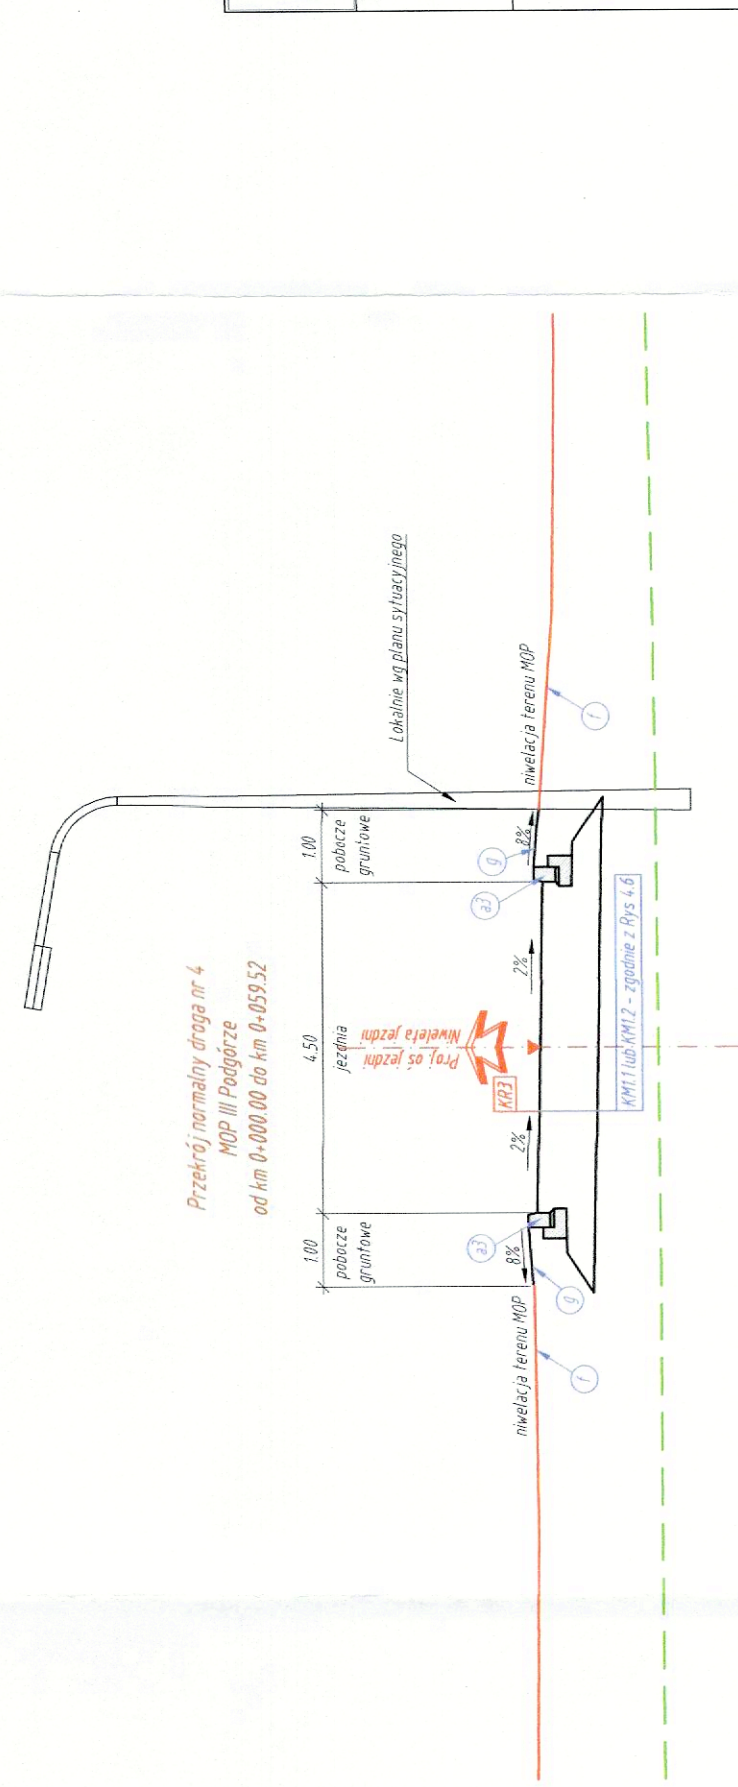 Przekrój normalny droga nr 4
MOP III Podgórze
od km 0+000.00 do km 0+059.52
1.00
4.50
1.00
pobocze
gruntowe
jezdnia
pobocze
gruntowe
Lokalnie wg planu sytuacyjnego
Proj. oś jezdni
Niweleta jezdni
KR3
niwelacja terenu MOP
8%
2%
2%
8%
niwelacja terenu MOP
a3
a3
g
g
f
f
KM1.1 lub KM1.2 - zgodnie z Rys 4.6